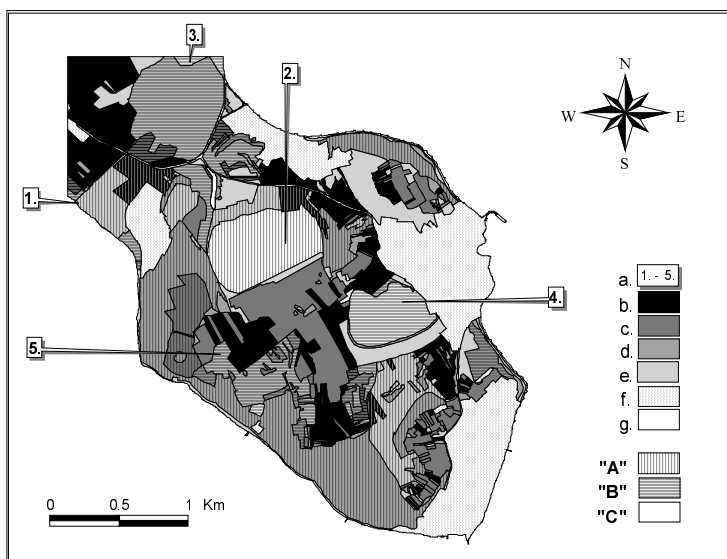 3.
2.
N
W E
S
1.
a. 1. - 5.
b.
4.
c.
d.
5.
e.
f.
g.
"A"
"B"
0 0.5 1 Km
"C"